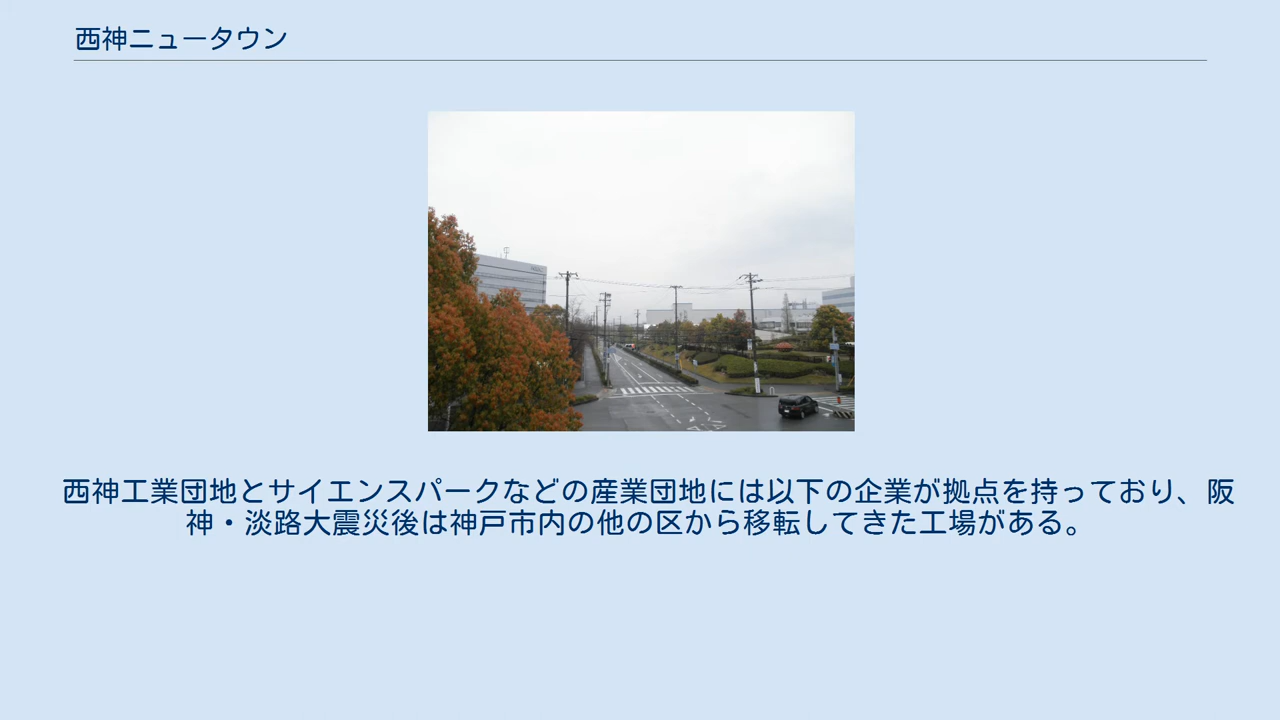 西神ニュータウン
西神工業団地とサイエンスパークなどの産業団地には以下の企業が拠点を持っており、阪
神・淡路大震災後は神戸市内の他の区から移転してきた工場がある。